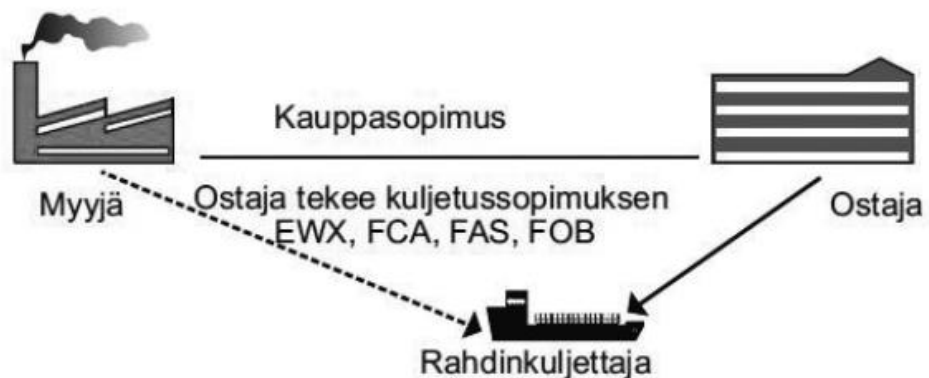 Kauppasopimus
Myyjä
Ostaja tekee kuljetussopimuksen
EWX, FCA, FAS, FOB
Ostaja
Rahdinkuljettaja